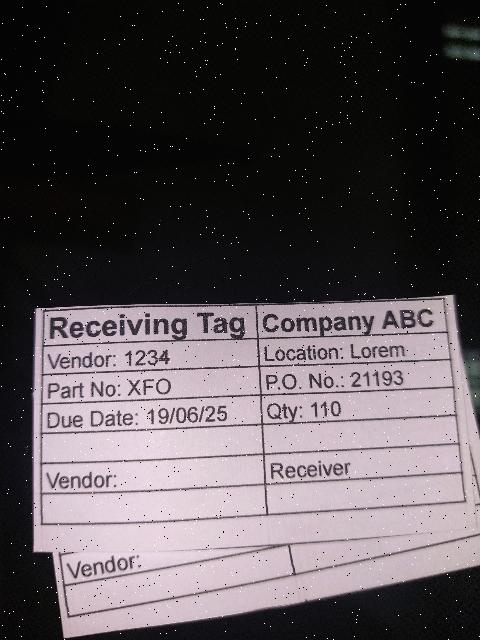 Receiving Tag Company ABC
Vendor: 1234 Location: Lorem
Part No: XFO P.O. No.: 21193
Due Date: 19/06/25 Qty: 110
Vendor: Receiver
Vendor: